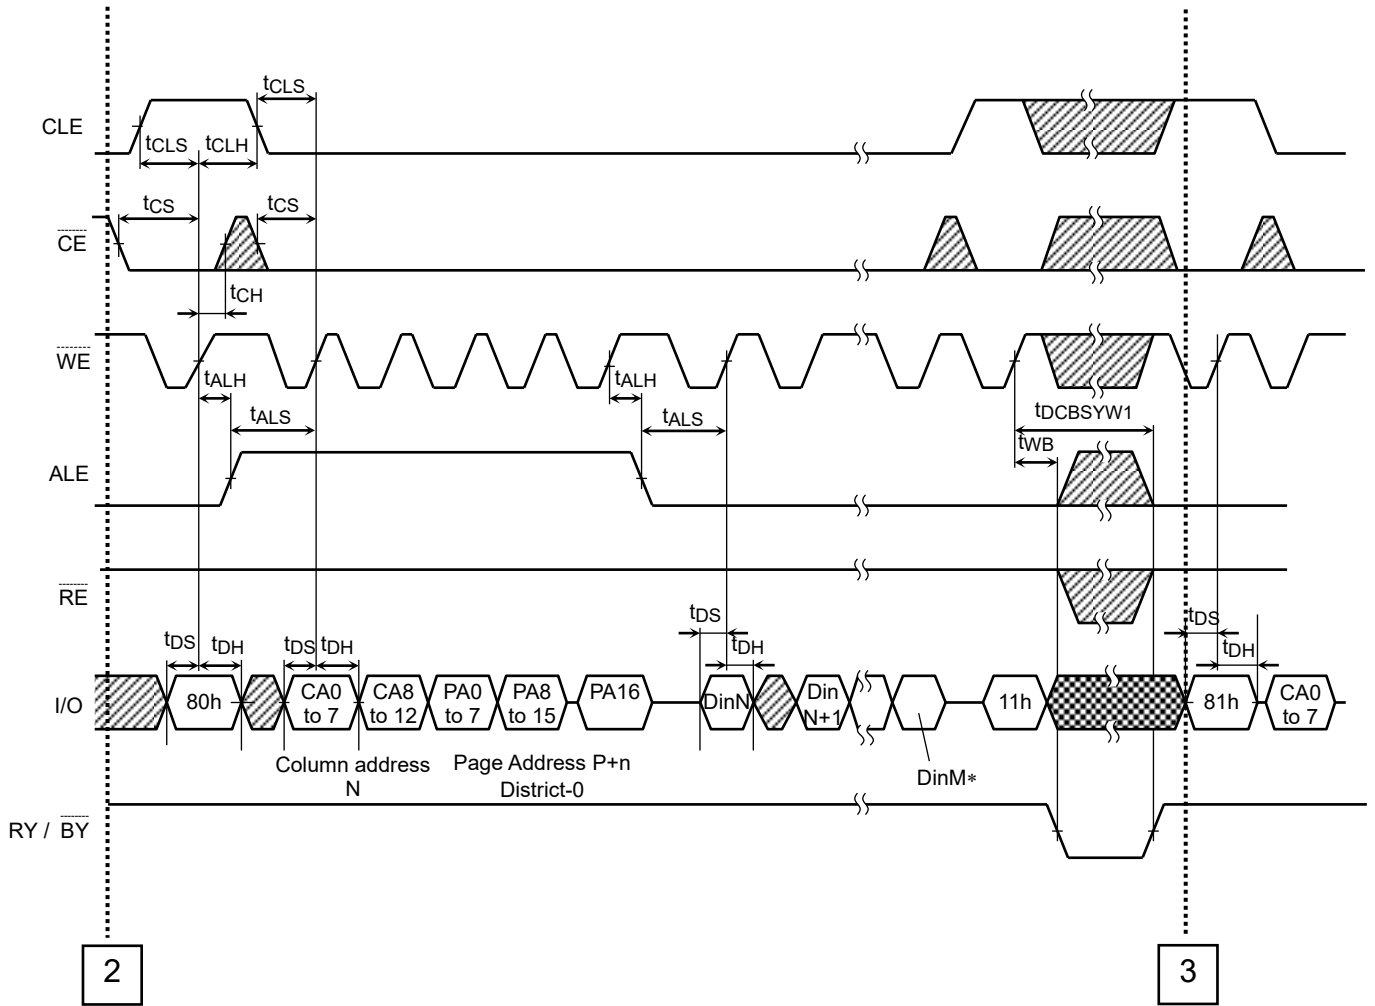 tCLS
CLE
tCLS tCLH
tCS tCS
CE
tCH
WE
tALH tALH
tALS tALS tDCBSYW1
tWB
ALE
RE
tDS tDH tDS tDH tDS tDH tDS tDH
I/O 80h CA0 to 7 CA8 to 12 PA0 to 7 PA8 to 15 PA16 DinN Din N+1 11h 81h CA0 to 7
Column address N
Page Address P+n District-0
DinM*
RY / BY
2 3